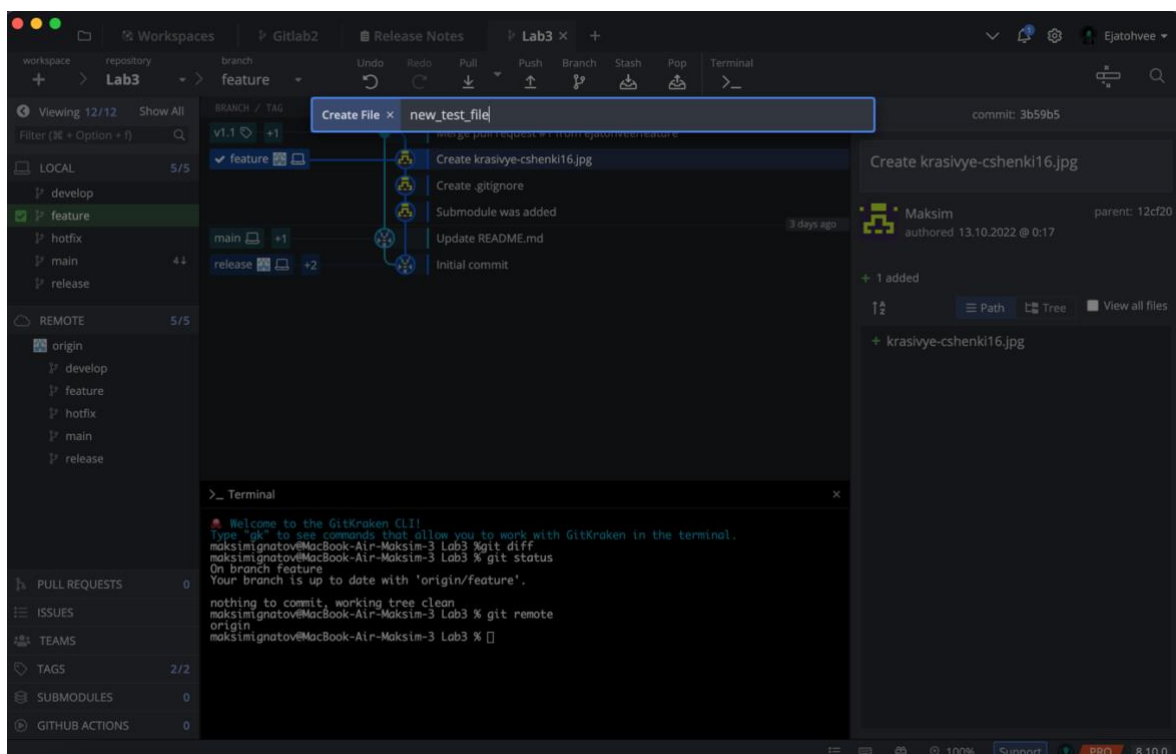 Workspaces
Gitlab2
Release Notes
Lab3
Ejatohvee
workspace
repository
Lab3
branch
feature
Undo
Redo
Pull
Push
Branch
Stash
Pop
Terminal
Viewing 12/12 Show All
Filter (⌘ + Option + f)
LOCAL 5/5
develop
feature
hotfix
main 4↓
release
REMOTE 5/5
origin
develop
feature
hotfix
main
release
PULL REQUESTS 0
ISSUES
TEAMS
TAGS 2/2
SUBMODULES 0
GITHUB ACTIONS 0
BRANCH / TAG
Create File × new_test_file
v1.1 +1 Merge pull request #1 from ejatohvee/feature
feature Create krasivye-cshenki16.jpg
Create .gitignore
Submodule was added
3 days ago
main +1 Update README.md
release +2 Initial commit
>_ Terminal
Welcome to the GitKraken CLI!
Type "gk" to see commands that allow you to work with GitKraken in the terminal.
maksimignatov@MacBook-Air-Maksim-3 Lab3 %git diff
maksimignatov@MacBook-Air-Maksim-3 Lab3 % git status
On branch feature
Your branch is up to date with 'origin/feature'.
nothing to commit, working tree clean
maksimignatov@MacBook-Air-Maksim-3 Lab3 % git remote
origin
maksimignatov@MacBook-Air-Maksim-3 Lab3 %
commit: 3b59b5
Create krasivye-cshenki16.jpg
Maksim
authored 13.10.2022 @ 0:17
parent: 12cf20
+ 1 added
Path
Tree
View all files
+ krasivye-cshenki16.jpg
100%
Support
PRO
8.10.0